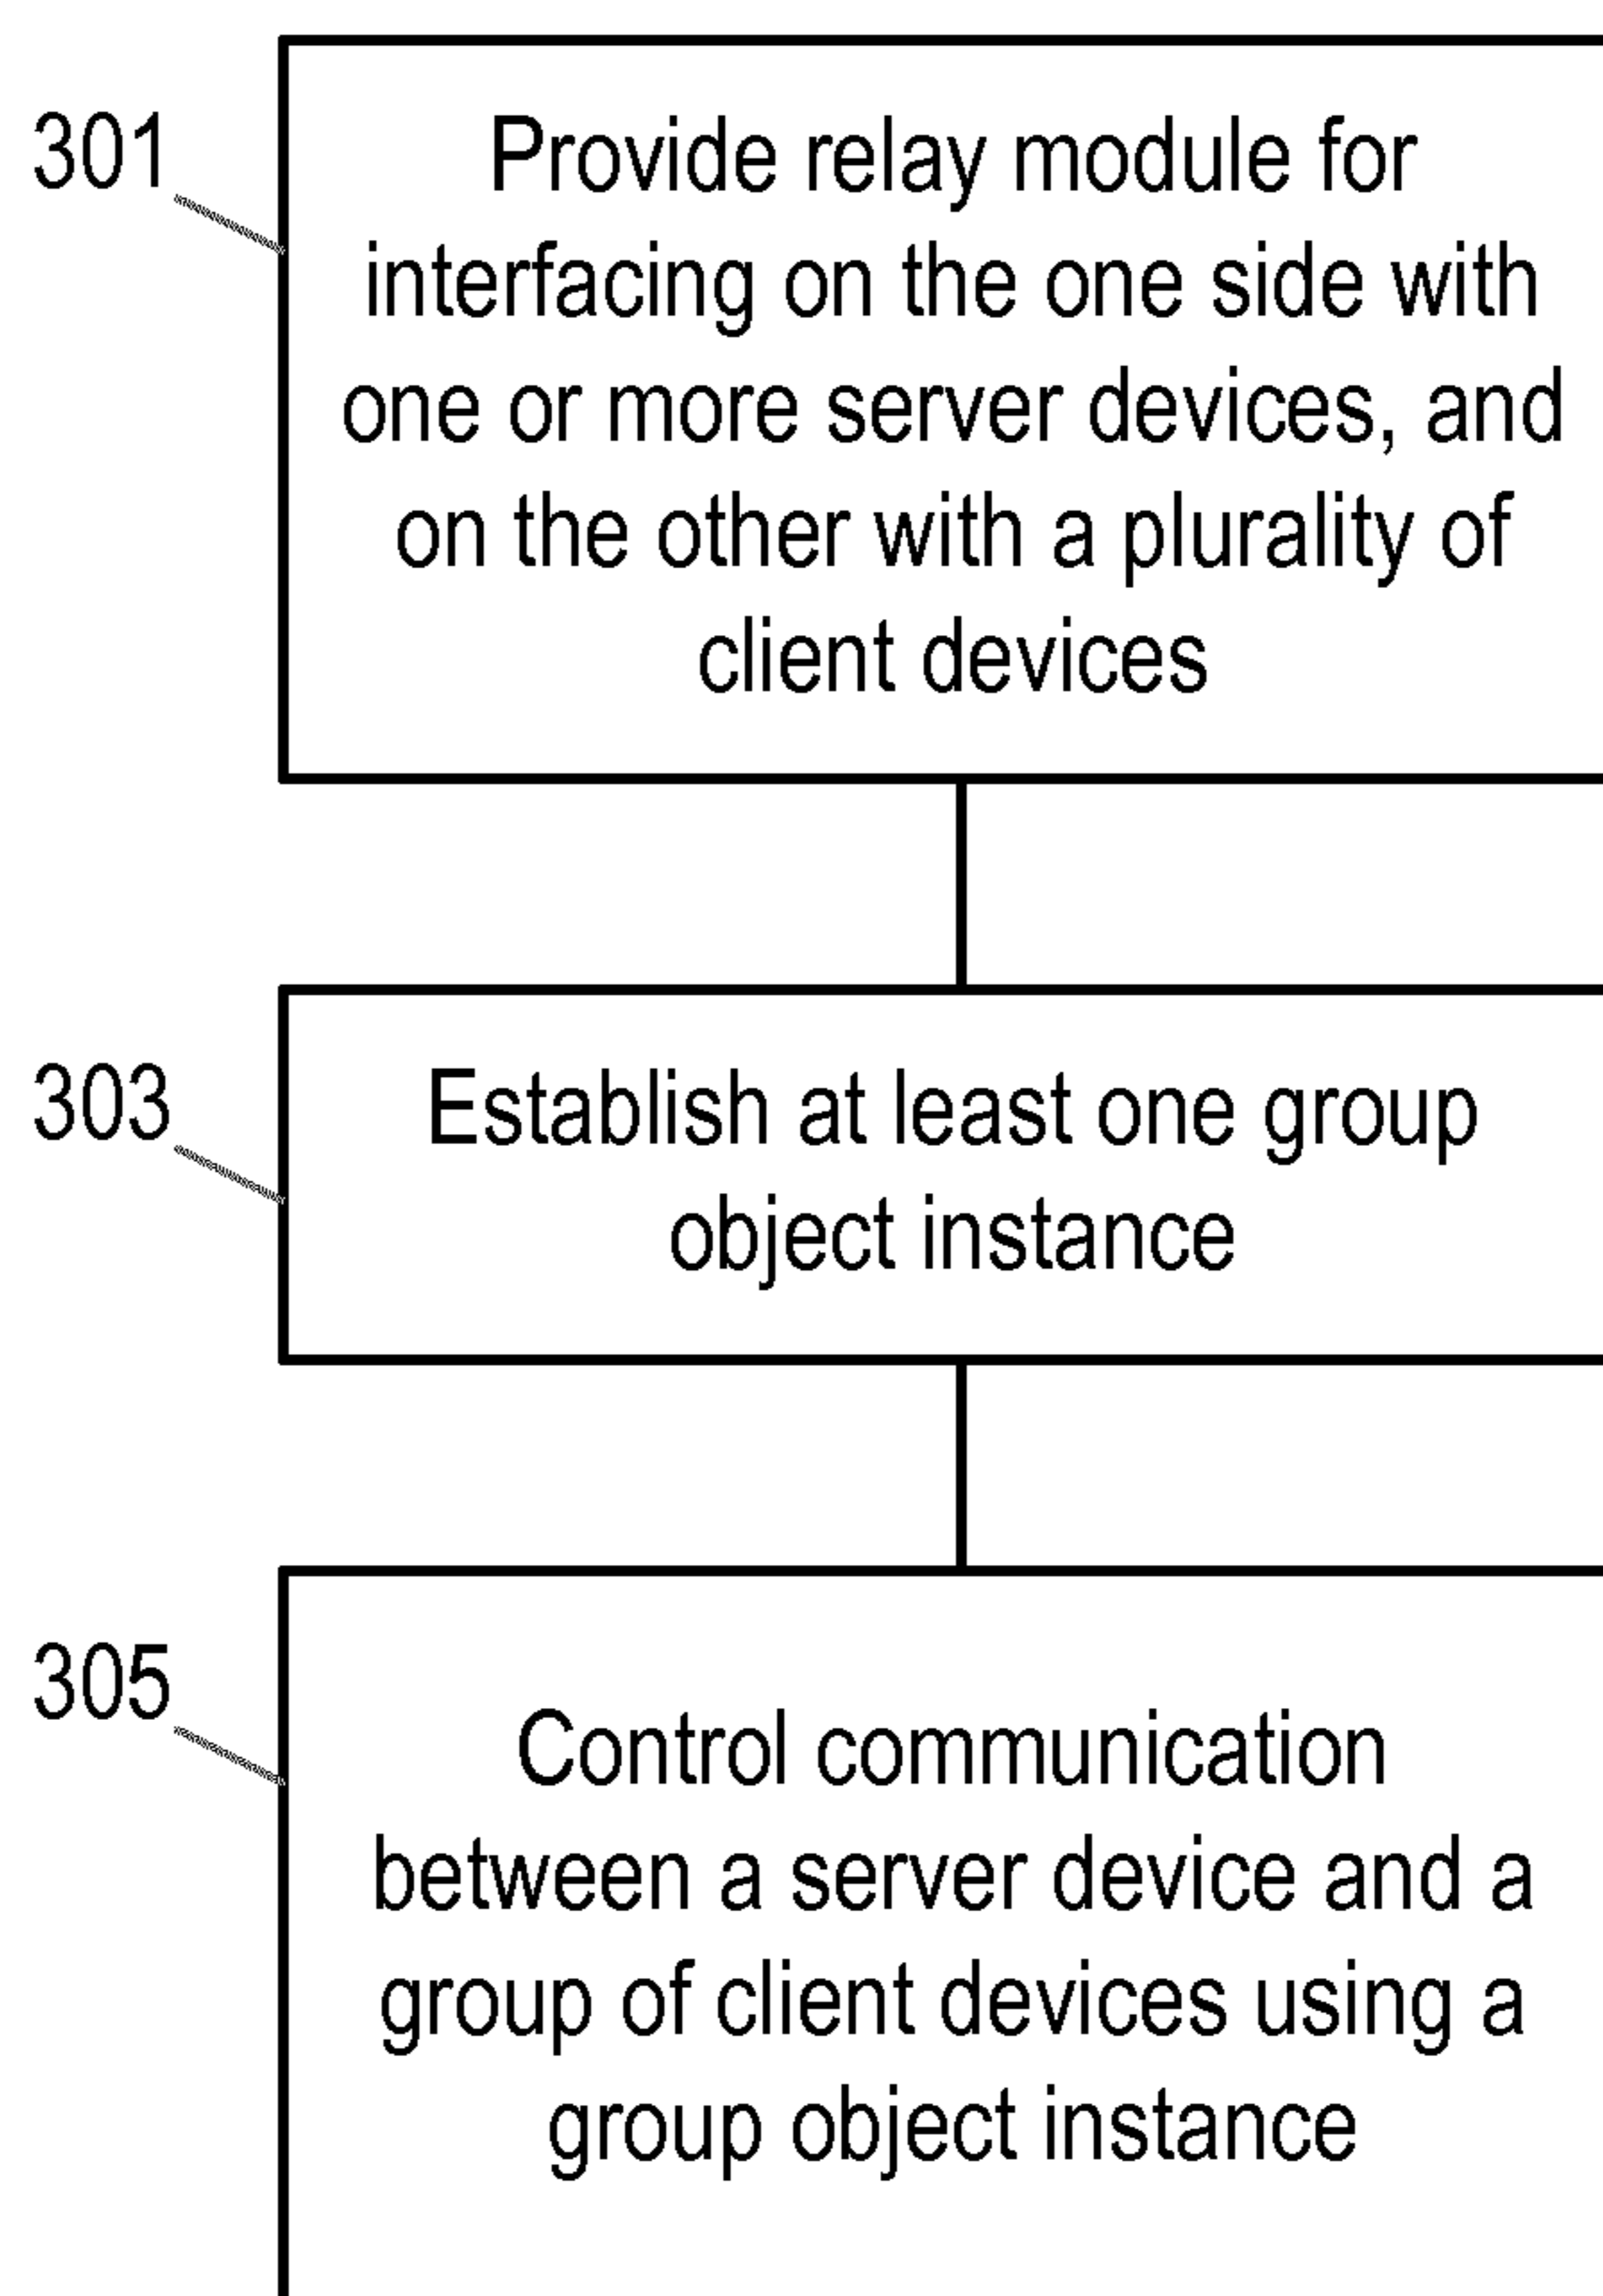 301
Provide relay module for
interfacing on the one side with
one or more server devices, and
on the other with a plurality of
client devices
303
Establish at least one group
object instance
305
Control communication
between a server device and a
group of client devices using a
group object instance